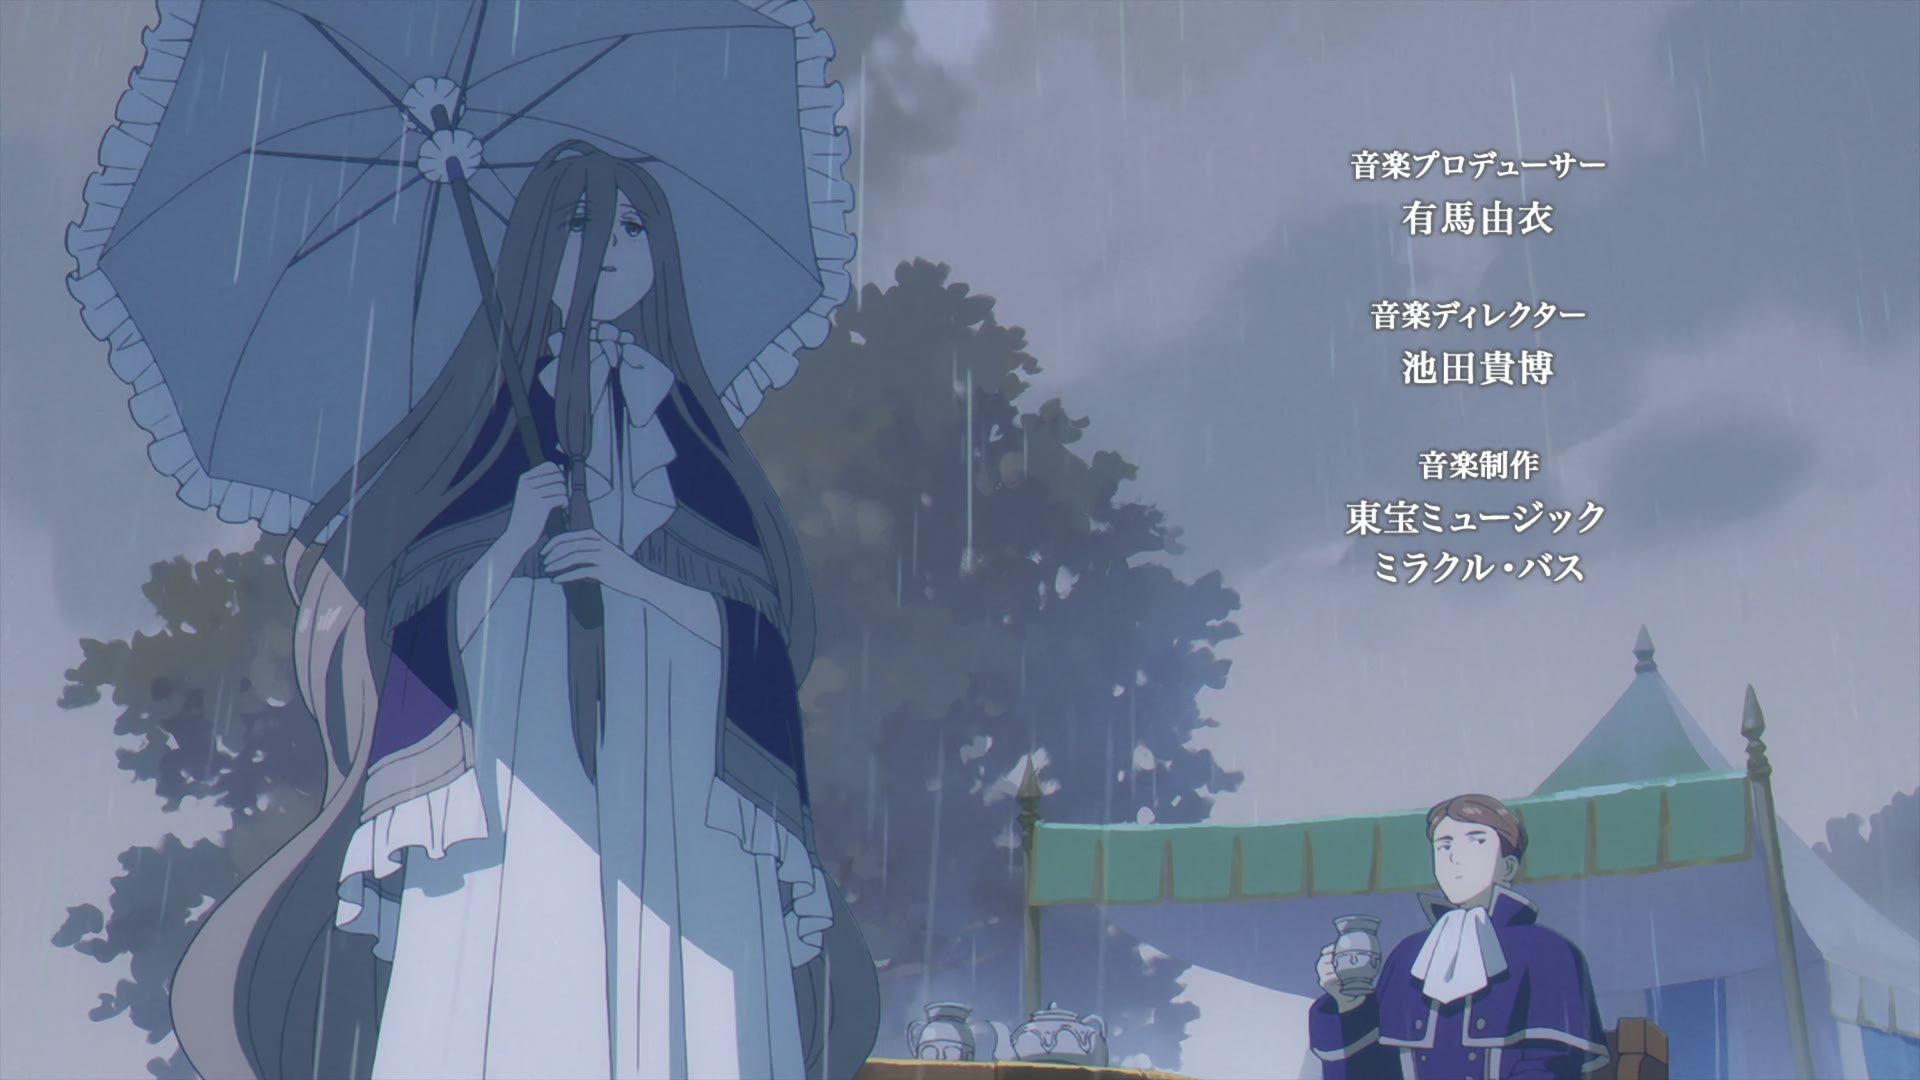 音楽プロデューサー
有馬由衣
音楽ディレクター
池田貴博
音楽制作
東宝ミュージック
ミラクル・バス